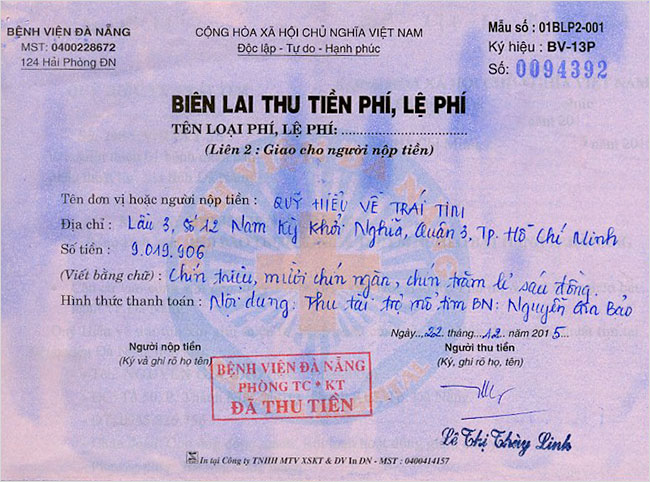 BỆNH VIỆN ĐÀ NẴNG
MST: 0400228672
124 Hải Phòng ĐN
CỘNG HÒA XÃ HỘI CHỦ NGHĨA VIỆT NAM
Độc lập - Tự do - Hạnh phúc
Mẫu số : 01BLP2-001
Ký hiệu : BV-13P
Số: 0094392
BIÊN LAI THU TIỀN PHÍ, LỆ PHÍ
TÊN LOẠI PHÍ, LỆ PHÍ:
(Liên 2 : Giao cho người nộp tiền)
Tên đơn vị hoặc người nộp tiền : QUỸ HIỂU VỀ TRÁI TIM
Địa chỉ : Lầu 3, Số 12 Nam Kỳ Khởi Nghĩa, Quận 3, Tp. Hồ Chí Minh
Số tiền : 9.019.906
(Viết bằng chữ) : Chín triệu, mười chín ngàn, chín trăm lẻ sáu đồng.
Hình thức thanh toán : Nội dung: Thu tài trợ mổ tim BN: Nguyễn Gia Bảo
Ngày...22 tháng...12...năm 2015...
Người nộp tiền
(Ký và ghi rõ họ tên)
Người thu tiền
(Ký, ghi rõ họ tên)
BỆNH VIỆN ĐÀ NẴNG
PHÒNG TC * KT
ĐÃ THU TIỀN
Lê Thị Thùy Linh
In tại Công ty TNHH MTV XSKT & DV In ĐN - MST : 0400414157